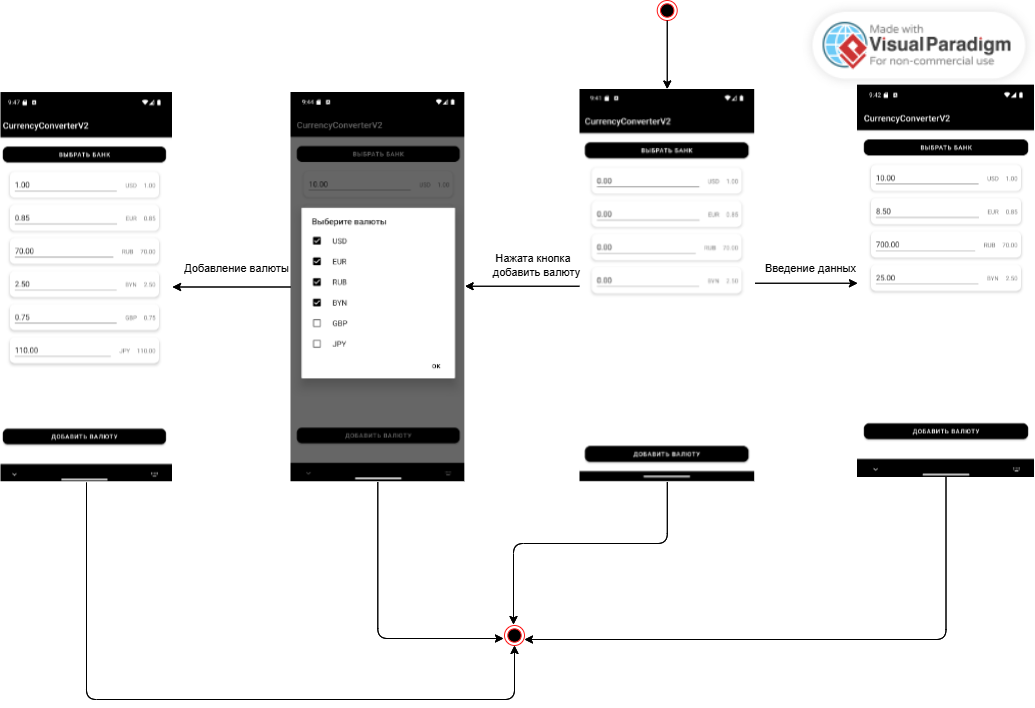 Made with
Visual Paradigm
For non-commercial use
9:47
CurrencyConverterV2
ВЫБРАТЬ БАНК
1.00 USD 1.00
0.85 EUR 0.85
70.00 RUB 70.00
2.50 BYN 2.50
0.75 GBP 0.75
110.00 JPY 110.00
ДОБАВИТЬ ВАЛЮТУ
Добавление валюты
9:44
CurrencyConverterV2
ВЫБРАТЬ БАНК
10.00 USD 1.00
Выберите валюты
USD
EUR
RUB
BYN
GBP
JPY
OK
ДОБАВИТЬ ВАЛЮТУ
Нажата кнопка
добавить валюту
9:41
CurrencyConverterV2
ВЫБРАТЬ БАНК
0.00 USD 1.00
0.00 EUR 0.85
0.00 RUB 70.00
0.00 BYN 2.50
ДОБАВИТЬ ВАЛЮТУ
Введение данных
9:42
CurrencyConverterV2
ВЫБРАТЬ БАНК
10.00 USD 1.00
8.50 EUR 0.85
700.00 RUB 70.00
25.00 BYN 2.50
ДОБАВИТЬ ВАЛЮТУ